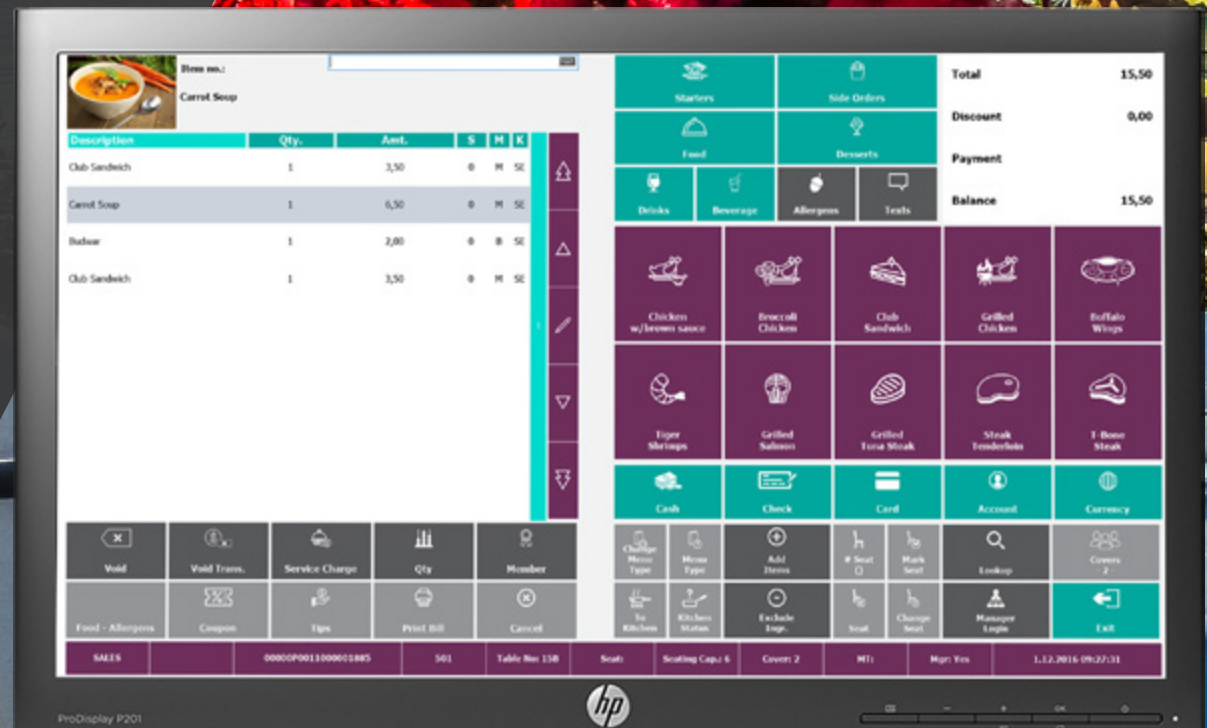 Item no.:
Carrot Soup
Description Qty. Amt. S M K
Club Sandwich 1 3,50 0 M SE
Carrot Soup 1 6,50 0 M SE
Budwar 1 2,00 0 B SE
Club Sandwich 1 3,50 0 M SE
Starters
Side Orders
Food
Desserts
Drinks
Beverage
Allergens
Texts
Total 15,50
Discount 0,00
Payment
Balance 15,50
Chicken
w/brown sauce
Broccoli
Chicken
Club
Sandwich
Grilled
Chicken
Buffalo
Wings
Tiger
Shrimps
Grilled
Salmon
Grilled
Tuna Steak
Steak
Tenderloin
T-Bone
Steak
Cash
Check
Card
Account
Currency
Void
Void Trans.
Service Charge
Qty
Member
Change
Menu
Type
Menu
Type
Add
Items
# Seat
Mark
Seat
Lookup
Covers
- 2 -
Food - Allergens
Coupon
Tips
Print Bill
Cancel
To
Kitchen
Kitchen
Status
Exclude
Ingr.
Seat
Change
Seat
Manager
Login
Exit
SALES 00000P0011000001885 501 Table No: 158 Seat: Seating Cap.: 6 Cover: 2 MT: Mgr: Yes 1.12.2016 09:27:31
hp
ProDisplay P201
OK